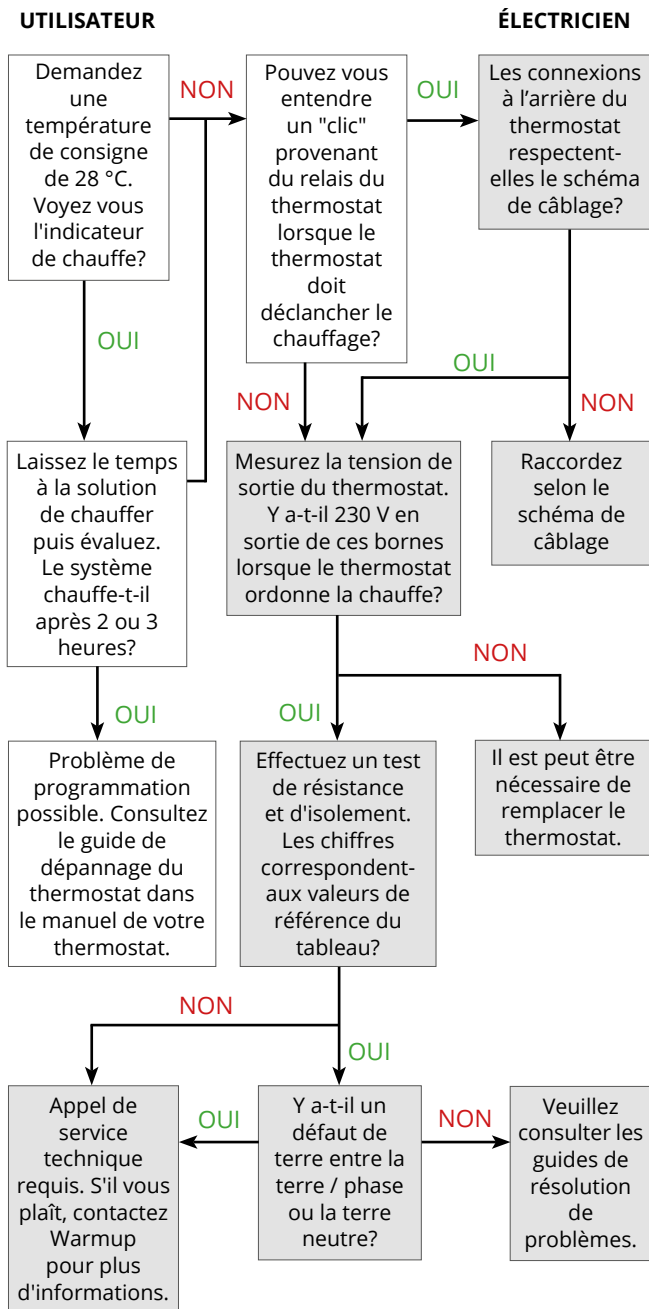 UTILISATEUR
ÉLECTRICIEN
Demandez
une
température
de consigne
de 28 °C.
Voyez vous
l'indicateur
de chauffe?
NON
Pouvez vous
entendre
un "clic"
provenant
du relais du
thermostat
lorsque le
thermostat
doit
déclancher le
chauffage?
OUI
Les connexions
à l'arrière du
thermostat
respectent-
elles le schéma
de câblage?
OUI
OUI
NON
NON
Laissez le temps
à la solution
de chauffer
puis évaluez.
Le système
chauffe-t-il
après 2 ou 3
heures?
Mesurez la tension de
sortie du thermostat.
Y a-t-il 230 V en
sortie de ces bornes
lorsque le thermostat
ordonne la chauffe?
Raccordez
selon le
schéma de
câblage
OUI
OUI
NON
Problème de
programmation
possible. Consultez
le guide de
dépannage du
thermostat dans
le manuel de votre
thermostat.
Effectuez un test
de résistance
et d'isolement.
Les chiffres
correspondent-
aux valeurs de
référence du
tableau?
Il est peut être
nécessaire de
remplacer le
thermostat.
NON
OUI
Appel de
service
technique
requis. S'il vous
plaît, contactez
Warmup
pour plus
d'informations.
OUI
Y a-t-il un
défaut de
terre entre la
terre / phase
ou la terre
neutre?
NON
Veuillez
consulter les
guides de
résolution
de
problèmes.